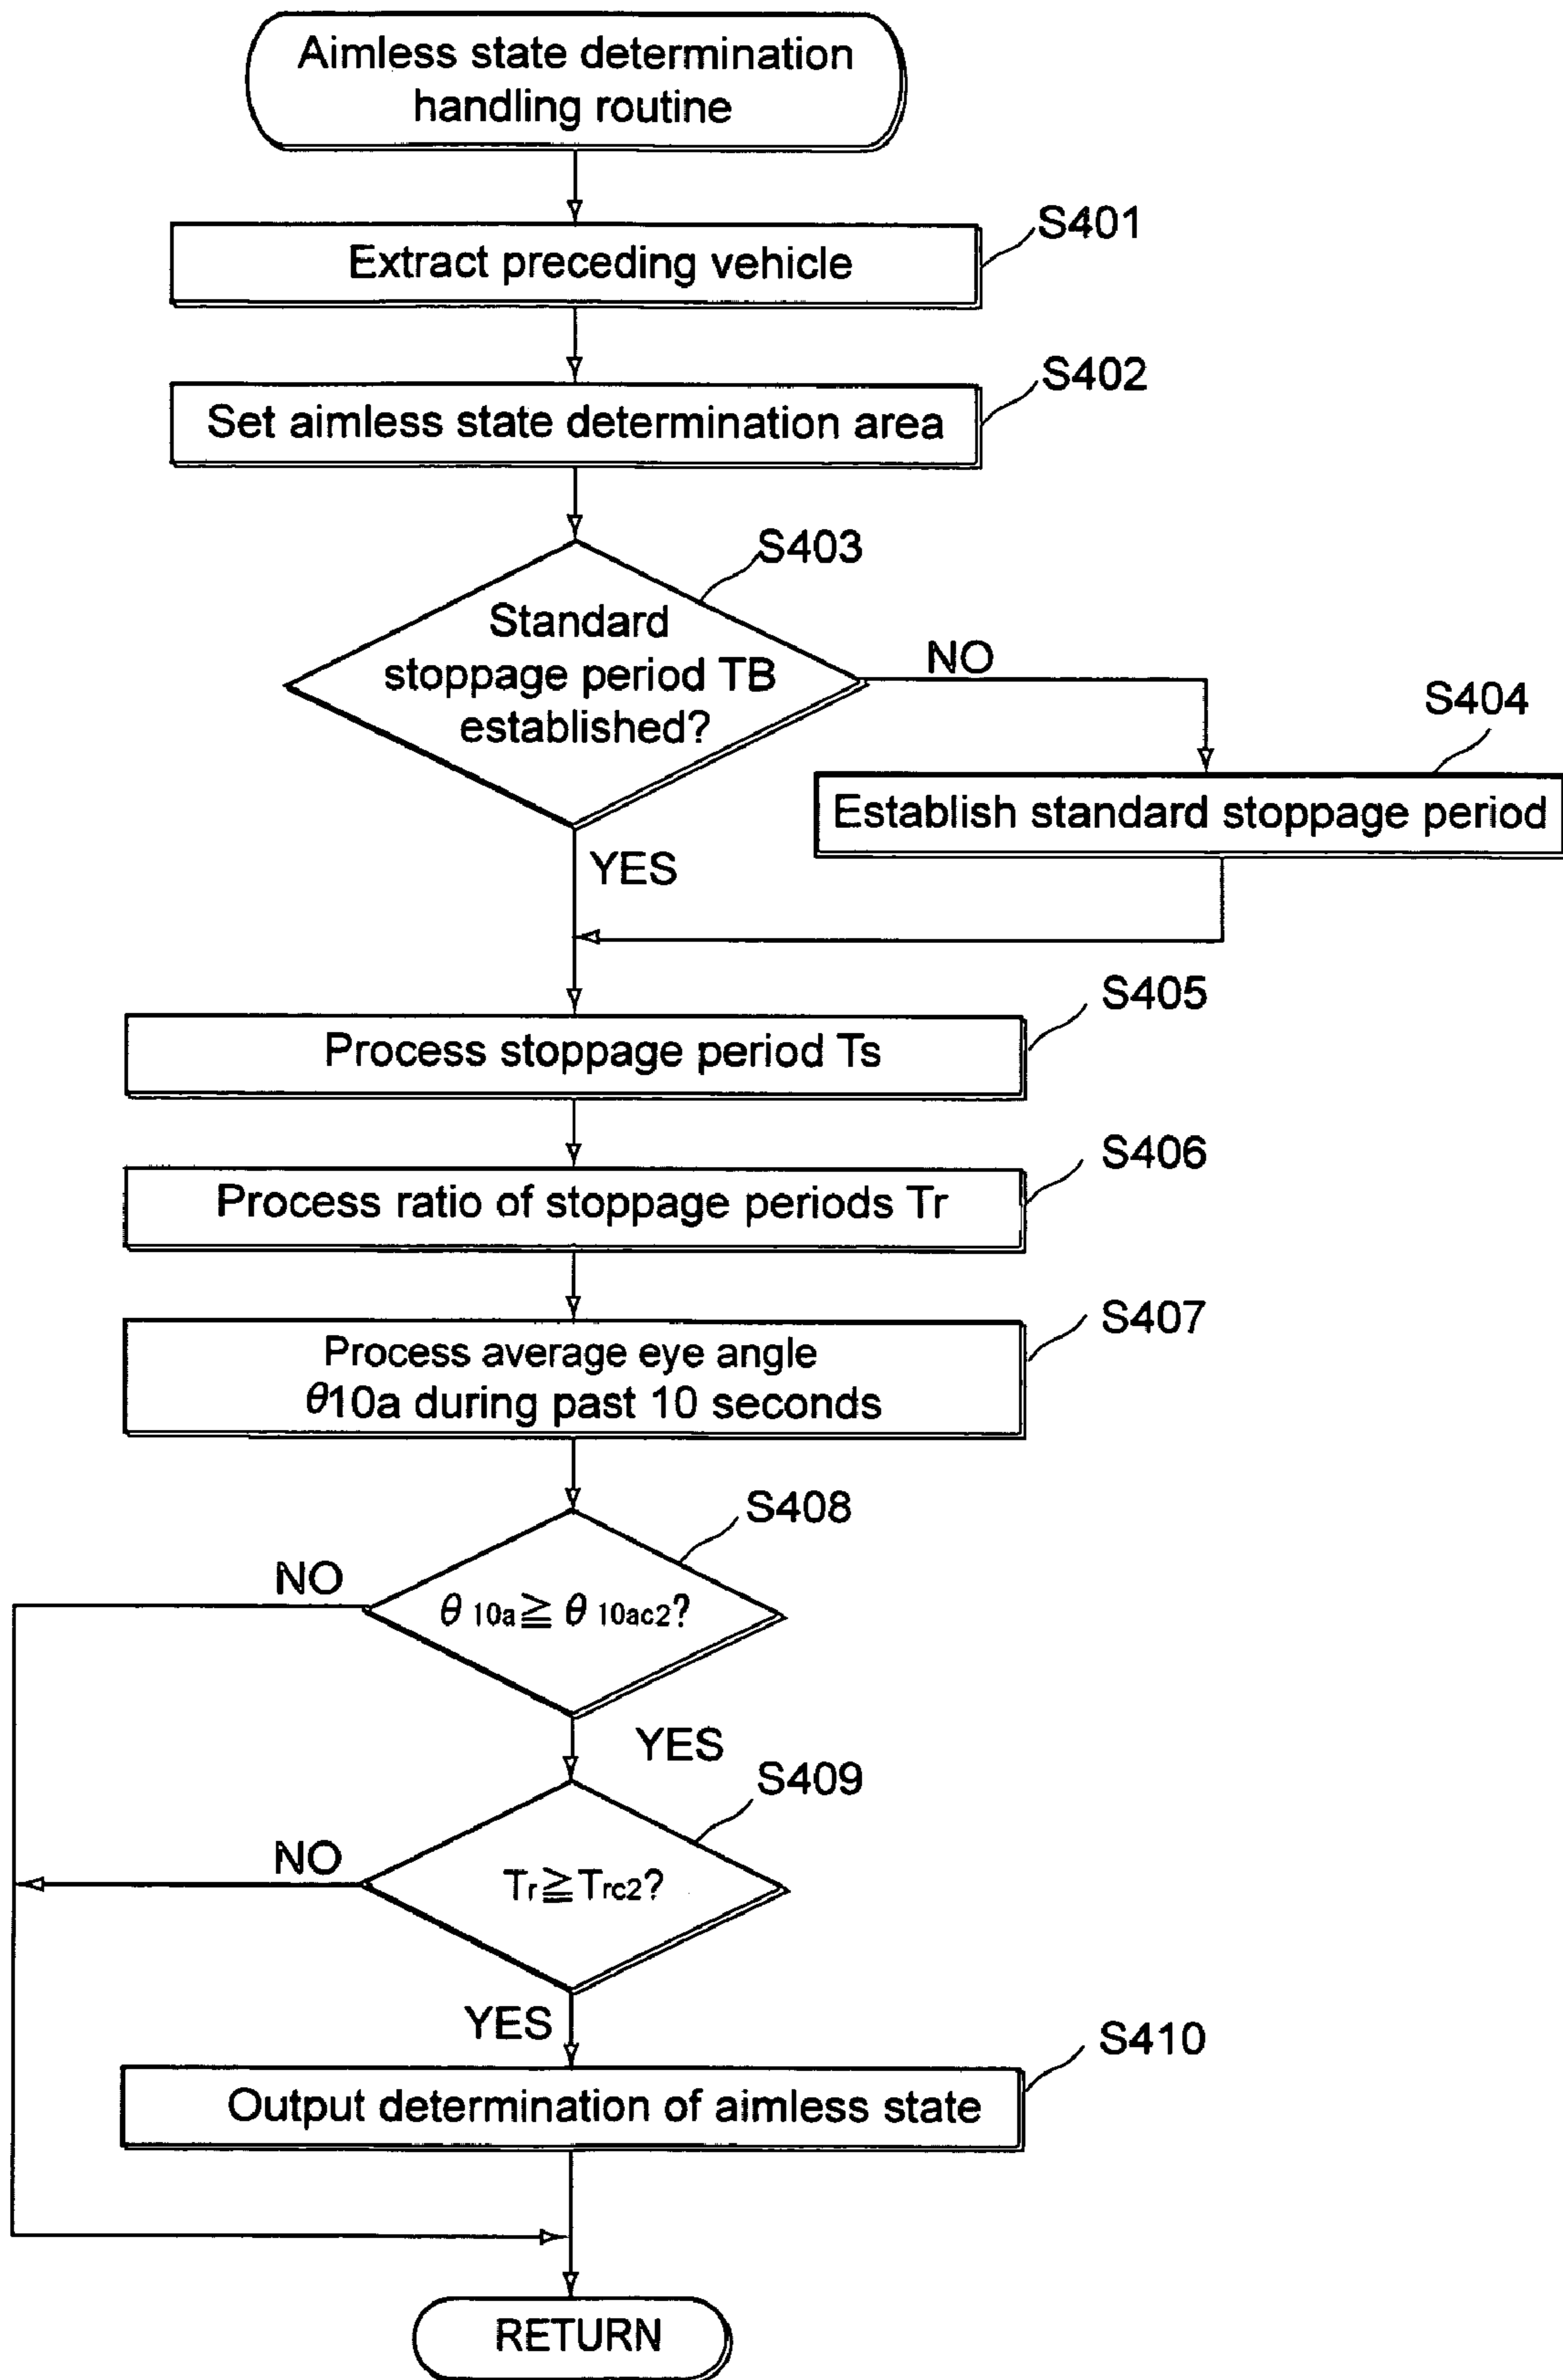 Aimless state determination
handling routine
S401
Extract preceding vehicle
S402
Set aimless state determination area
S403
Standard
stoppage period TB
established?
NO
S404
Establish standard stoppage period
YES
S405
Process stoppage period Ts
S406
Process ratio of stoppage periods Tr
S407
Process average eye angle
θ10a during past 10 seconds
S408
NO
θ 10a≧ θ 10ac2?
YES
S409
NO
Tr≧Trc2?
YES
S410
Output determination of aimless state
RETURN